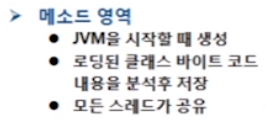 ➢ 메소드 영역
● JVM을 시작할 때 생성
● 로딩된 클래스 바이트 코드
내용을 분석후 저장
● 모든 스레드가 공유